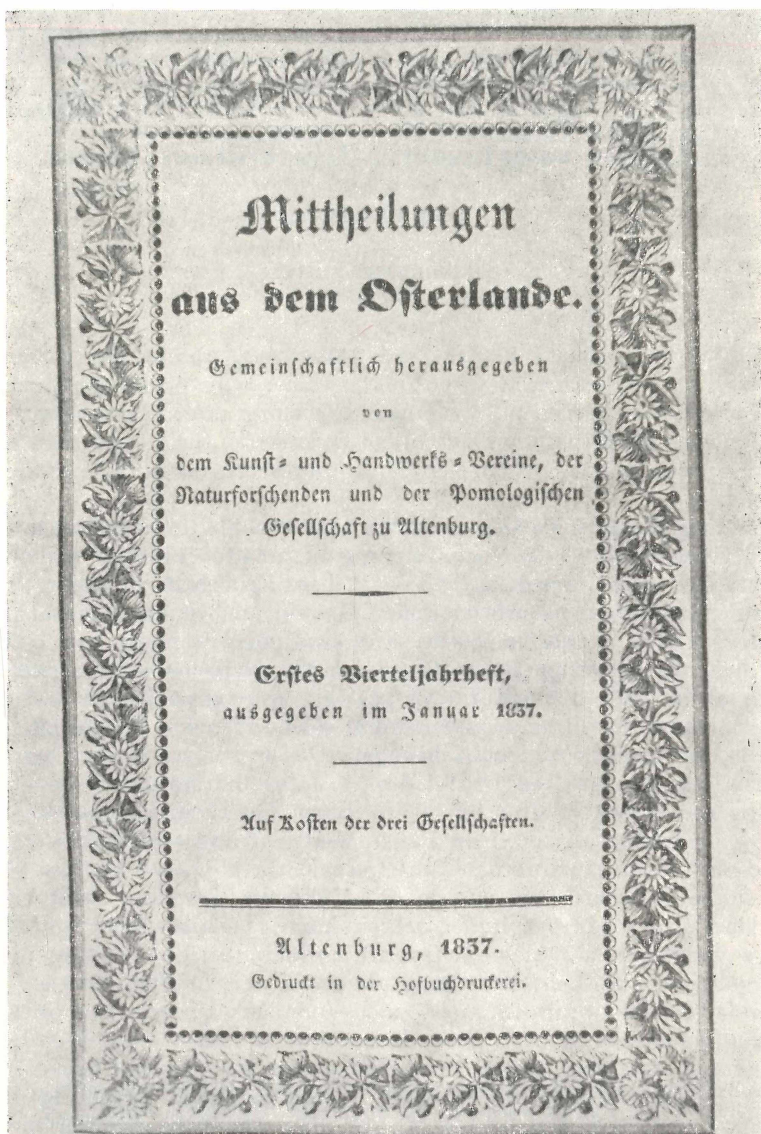 Mittheilungen
aus dem Osterlande.
Gemeinschaftlich herausgegeben
von
dem Kunst- und Handwerks-Vereine, der
Naturforschenden und der Pomologischen
Gesellschaft zu Altenburg.
Erstes Vierteljahrheft,
ausgegeben im Januar 1837.
Auf Kosten der drei Gesellschaften.
Altenburg, 1837.
Gedruckt in der Hofbuchdruckerei.